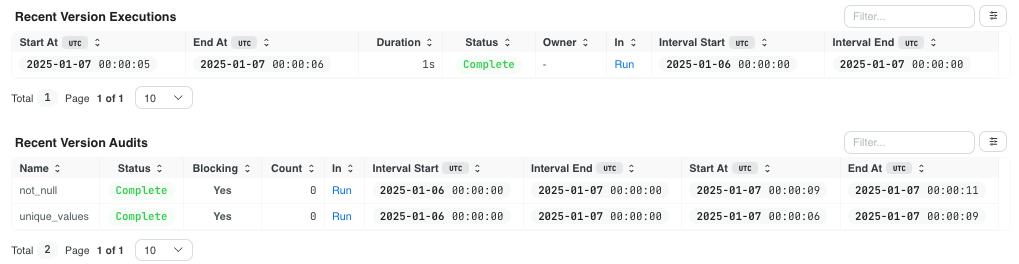 Recent Version Executions
Filter...
Start At UTC End At UTC Duration Status Owner In Interval Start UTC Interval End UTC
2025-01-07 00:00:05 2025-01-07 00:00:06 1s Complete - Run 2025-01-06 00:00:00 2025-01-07 00:00:00
Total 1 Page 1 of 1 10
Recent Version Audits
Filter...
Name Status Blocking Count In Interval Start UTC Interval End UTC Start At UTC End At UTC
not_null Complete Yes 0 Run 2025-01-06 00:00:00 2025-01-07 00:00:00 2025-01-07 00:00:09 2025-01-07 00:00:11
unique_values Complete Yes 0 Run 2025-01-06 00:00:00 2025-01-07 00:00:00 2025-01-07 00:00:06 2025-01-07 00:00:09
Total 2 Page 1 of 1 10